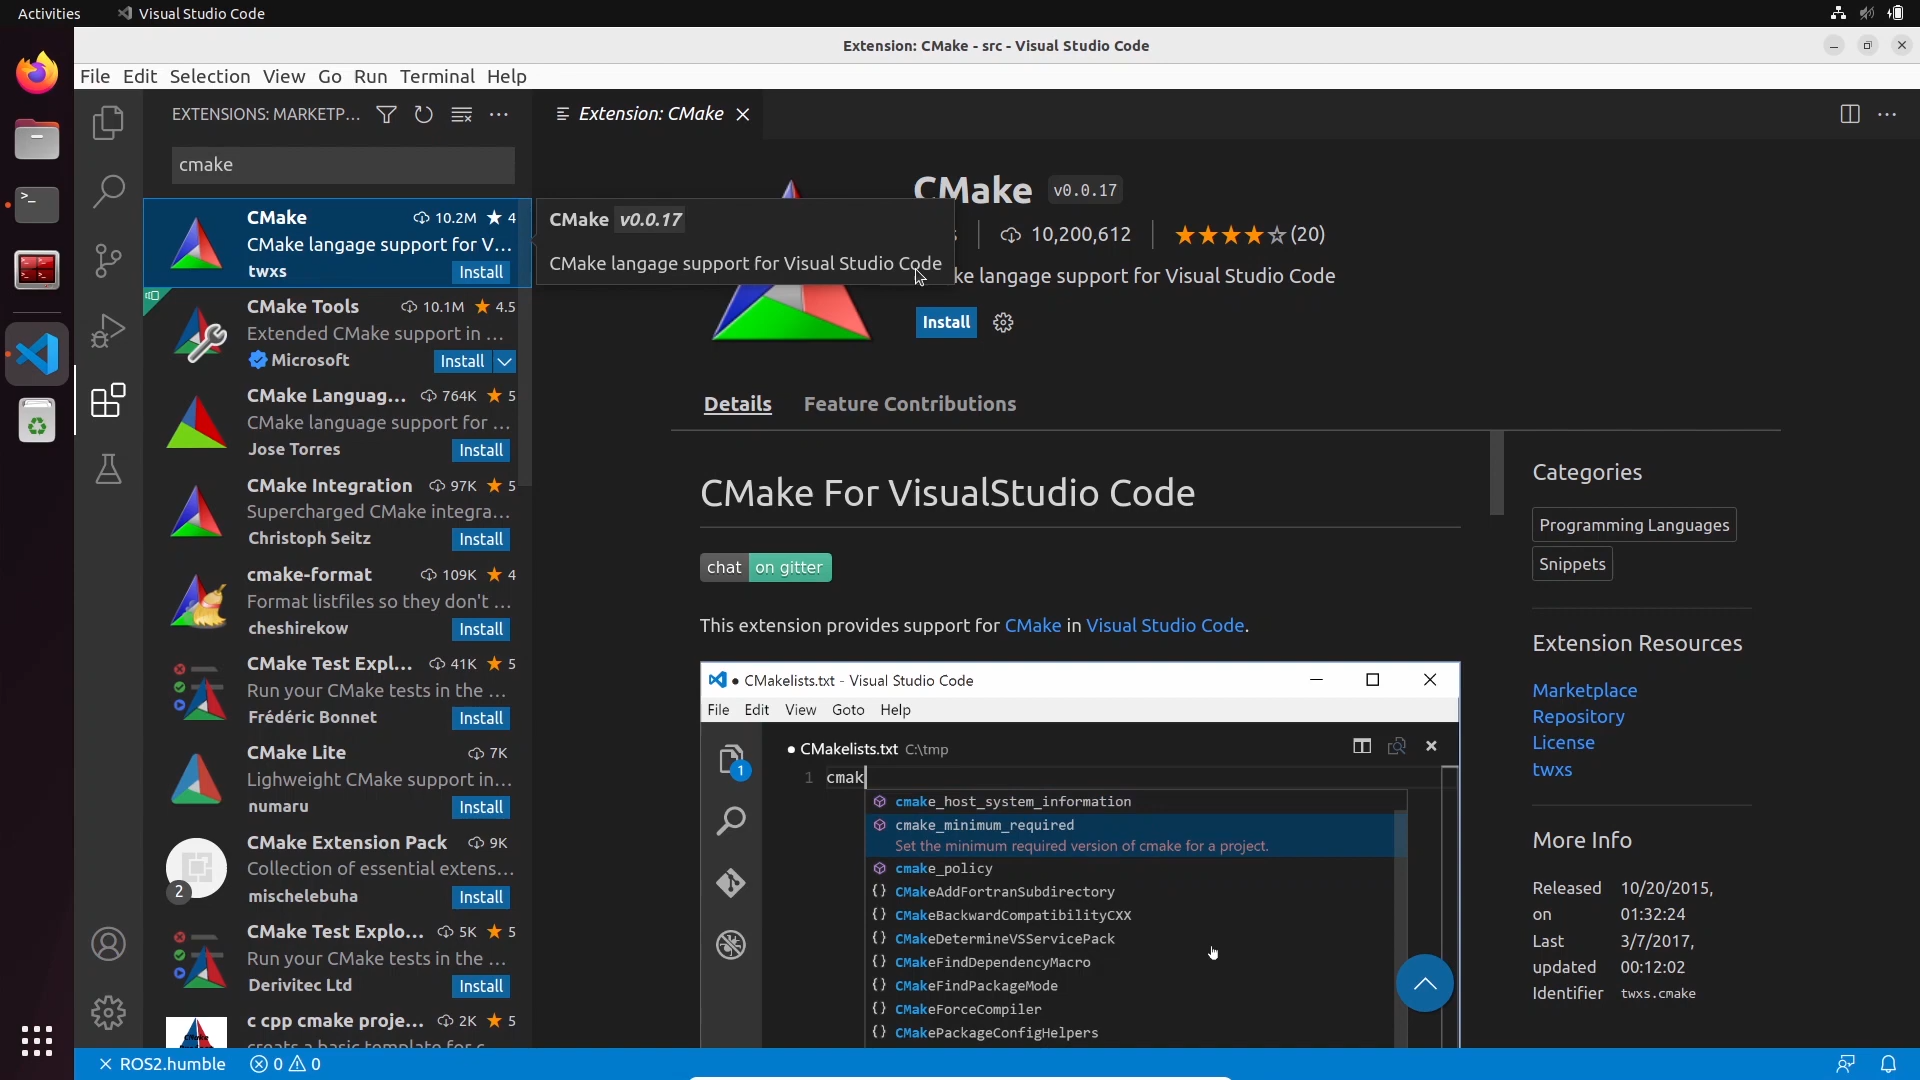 Activities
Visual Studio Code
Extension: CMake - src - Visual Studio Code
File Edit Selection View Go Run Terminal Help
EXTENSIONS: MARKETP...
cmake
CMake 10.2M 4
CMake langage support for V...
twxs Install
CMake Tools 10.1M 4.5
Extended CMake support in ...
Microsoft Install
CMake Languag... 764K 5
CMake language support for ...
Jose Torres Install
CMake Integration 97K 5
Supercharged CMake integra...
Christoph Seitz Install
cmake-format 109K 4
Format listfiles so they don't ...
cheshirekow Install
CMake Test Expl... 41K 5
Run your CMake tests in the ...
Frédéric Bonnet Install
CMake Lite 7K
Lighweight CMake support in...
numaru Install
CMake Extension Pack 9K
Collection of essential extens...
2
mischelebuha Install
CMake Test Explo... 5K 5
Run your CMake tests in the ...
Derivitec Ltd Install
c cpp cmake proje... 2K 5
creats a basic template for c
Extension: CMake
CMake v0.0.17
CMake v0.0.17
CMake langage support for Visual Studio Code
s 10,200,612 (20)
ke langage support for Visual Studio Code
Install
Details Feature Contributions
CMake For VisualStudio Code
chat on gitter
This extension provides support for CMake in Visual Studio Code.
● CMakelists.txt - Visual Studio Code
File Edit View Goto Help
1
● CMakelists.txt C:\tmp
1 cmak
cmake_host_system_information
cmake_minimum_required
Set the minimum required version of cmake for a project.
cmake_policy
{} CMakeAddFortranSubdirectory
{} CMakeBackwardCompatibilityCXX
{} CMakeDetermineVSServicePack
{} CMakeFindDependencyMacro
{} CMakeFindPackageMode
{} CMakeForceCompiler
{} CMakePackageConfigHelpers
Categories
Programming Languages
Snippets
Extension Resources
Marketplace
Repository
License
twxs
More Info
Released 10/20/2015,
on 01:32:24
Last 3/7/2017,
updated 00:12:02
Identifier twxs.cmake
ROS2.humble 0 0